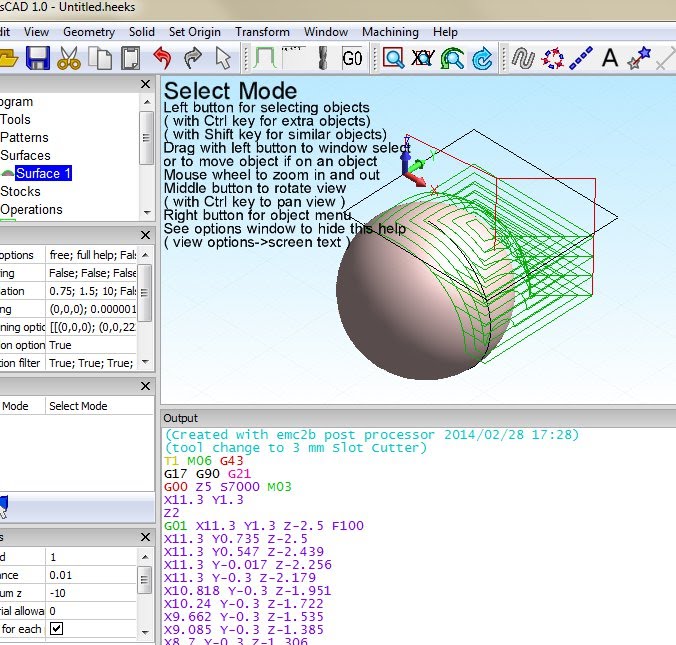 sCAD 1.0 - Untitled.heeks
dit View Geometry Solid Set Origin Transform Window Machining Help
G0 XY A
ogram
Tools
Patterns
Surfaces
Surface 1
Stocks
Operations
options free; full help; Fals
ring False; False; False
ation 0.75; 1.5; 10; Fals
ng (0,0,0); 0.000001
ning optio [[(0,0,0); (0,0,22
on option True
tion filter True; True; True;
Mode Select Mode
s
d 1
ance 0.01
um z -10
rial allowa 0
for each
Select Mode
Left button for selecting objects
( with Ctrl key for extra objects)
( with Shift key for similar objects)
Drag with left button to window select
or to move object if on an object
Mouse wheel to zoom in and out
Middle button to rotate view
( with Ctrl key to pan view )
Right button for object menu
See options window to hide this help
( view options->screen text )
Y
X
Output
(Created with emc2b post processor 2014/02/28 17:28)
(tool change to 3 mm Slot Cutter)
T1 M06 G43
G17 G90 G21
G00 Z5 S7000 M03
X11.3 Y1.3
Z2
G01 X11.3 Y1.3 Z-2.5 F100
X11.3 Y0.735 Z-2.5
X11.3 Y0.547 Z-2.439
X11.3 Y-0.017 Z-2.256
X11.3 Y-0.3 Z-2.179
X10.818 Y-0.3 Z-1.951
X10.24 Y-0.3 Z-1.722
X9.662 Y-0.3 Z-1.535
X9.085 Y-0.3 Z-1.385
X8.7 Y-0.3 Z-1.306